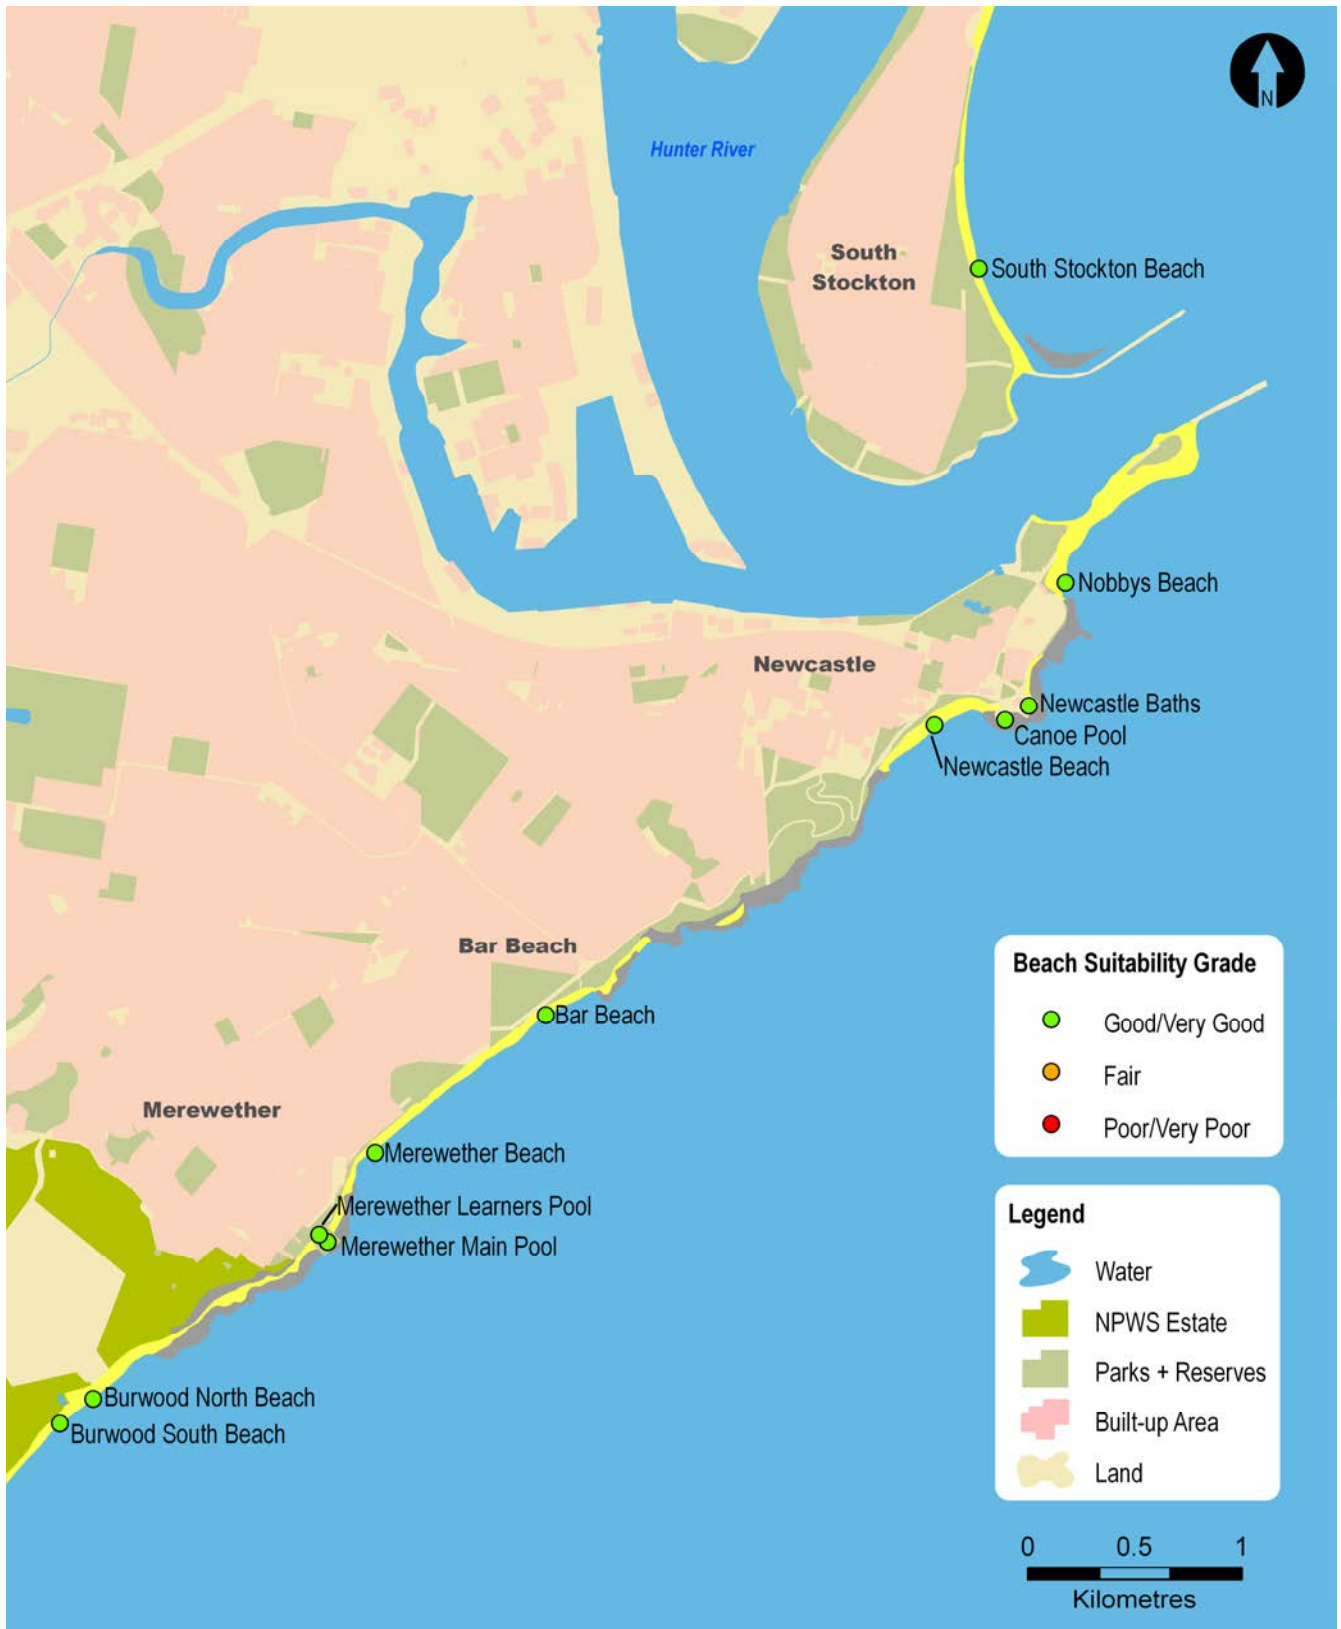 N
Hunter River
South
Stockton
South Stockton Beach
Nobbys Beach
Newcastle
Newcastle Baths
Canoe Pool
Newcastle Beach
Bar Beach
Bar Beach
Merewether
Merewether Beach
Merewether Learners Pool
Merewether Main Pool
Burwood North Beach
Burwood South Beach
Beach Suitability Grade
Good/Very Good
Fair
Poor/Very Poor
Legend
Water
NPWS Estate
Parks + Reserves
Built-up Area
Land
0 0.5 1
Kilometres